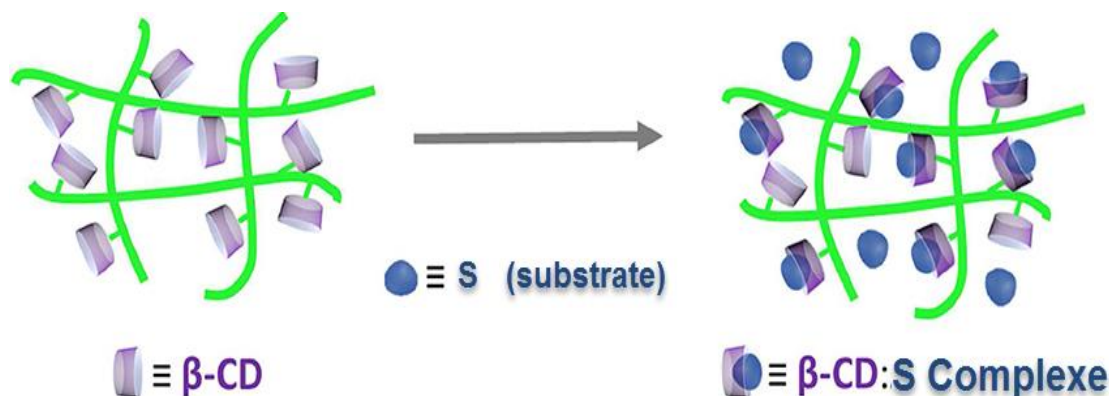 ≡ S (substrate)
≡ β-CD
≡ β-CD:S Complexe